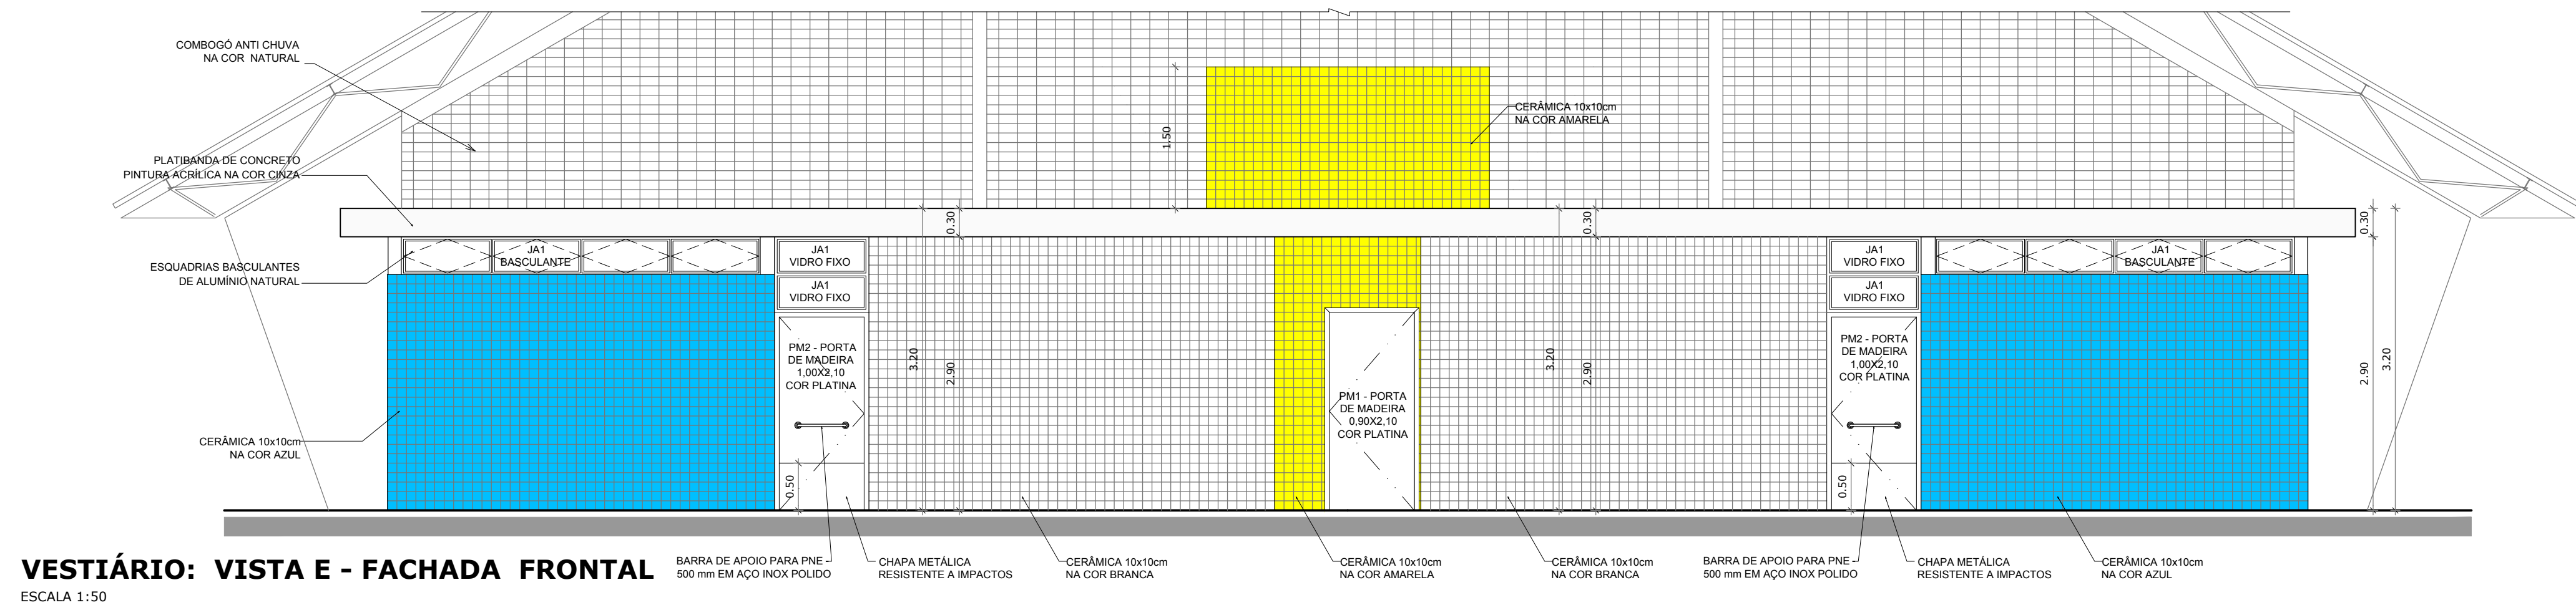 COMBOGÓ ANTI CHUVA
NA COR NATURAL
CERÂMICA 10x10cm
NA COR AMARELA
1.50
PLATIBANDA DE CONCRETO
PINTURA ACRÍLICA NA COR CINZA
0.30
0.30
0.30
ESQUADRIAS BASCULANTES
DE ALUMÍNIO NATURAL
JA1
BASCULANTE
JA1
VIDRO FIXO
JA1
VIDRO FIXO
JA1
VIDRO FIXO
JA1
VIDRO FIXO
JA1
BASCULANTE
PM2 - PORTA
DE MADEIRA
1,00X2,10
COR PLATINA
3.20
2.90
PM1 - PORTA
DE MADEIRA
0,90X2,10
COR PLATINA
3.20
2.90
PM2 - PORTA
DE MADEIRA
1,00X2,10
COR PLATINA
2.90
3.20
CERÂMICA 10x10cm
NA COR AZUL
0.50
0.50
VESTIÁRIO: VISTA E - FACHADA FRONTAL
ESCALA 1:50
BARRA DE APOIO PARA PNE
500 mm EM AÇO INOX POLIDO
CHAPA METÁLICA
RESISTENTE A IMPACTOS
CERÂMICA 10x10cm
NA COR BRANCA
CERÂMICA 10x10cm
NA COR AMARELA
CERÂMICA 10x10cm
NA COR BRANCA
BARRA DE APOIO PARA PNE
500 mm EM AÇO INOX POLIDO
CHAPA METÁLICA
RESISTENTE A IMPACTOS
CERÂMICA 10x10cm
NA COR AZUL